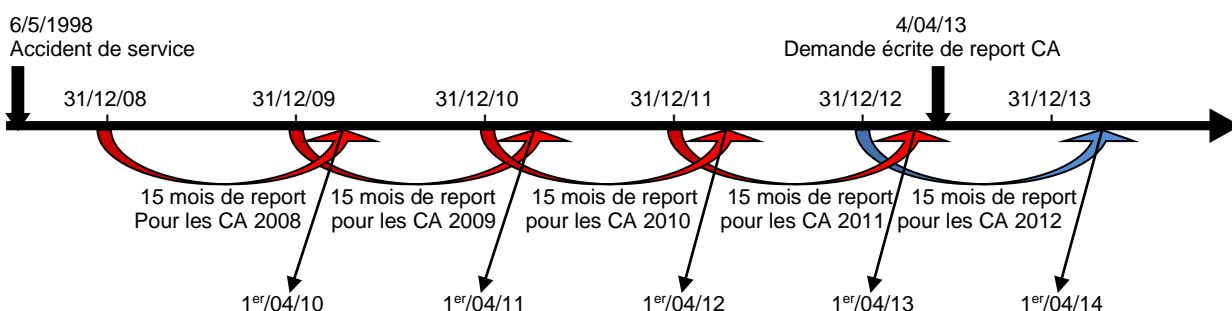 6/5/1998
Accident de service
4/04/13
Demande écrite de report CA
31/12/08
31/12/09
31/12/10
31/12/11
31/12/12
31/12/13
15 mois de report
Pour les CA 2008
15 mois de report
pour les CA 2009
15 mois de report
pour les CA 2010
15 mois de report
pour les CA 2011
15 mois de report
pour les CA 2012
1er/04/10
1er/04/11
1er/04/12
1er/04/13
1er/04/14